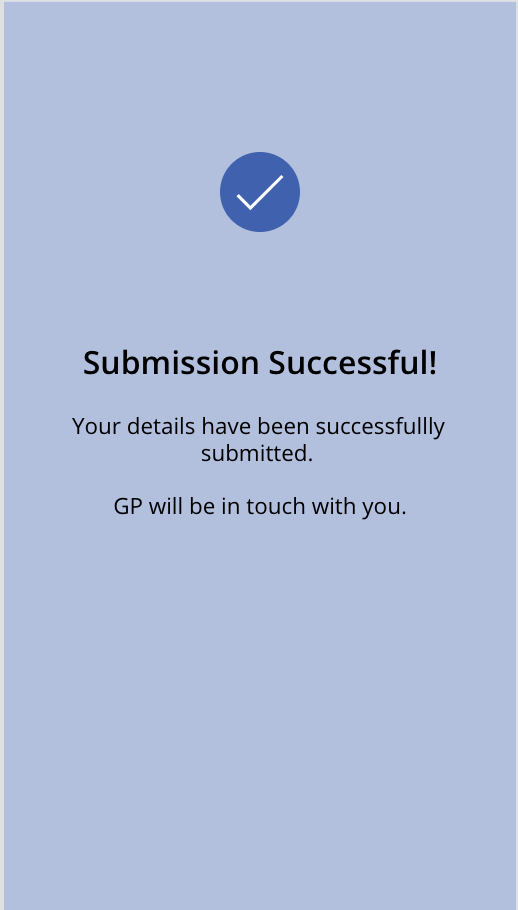 Submission Successful!
Your details have been successfullly
submitted.
GP will be in touch with you.